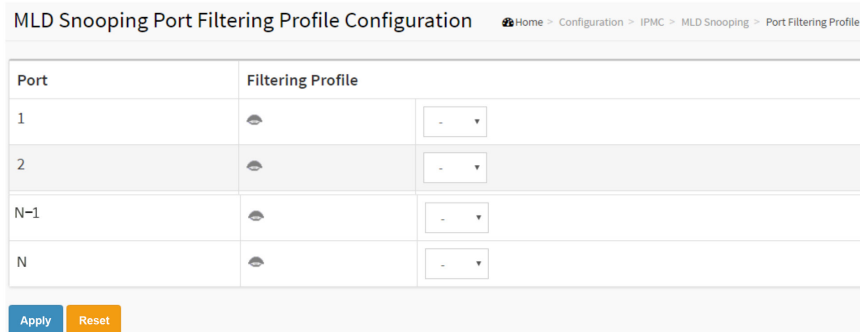 MLD Snooping Port Filtering Profile Configuration Home > Configuration > IPMC > MLD Snooping > Port Filtering Profile
Port Filtering Profile
1 -
2 -
N-1 -
N -
Apply Reset